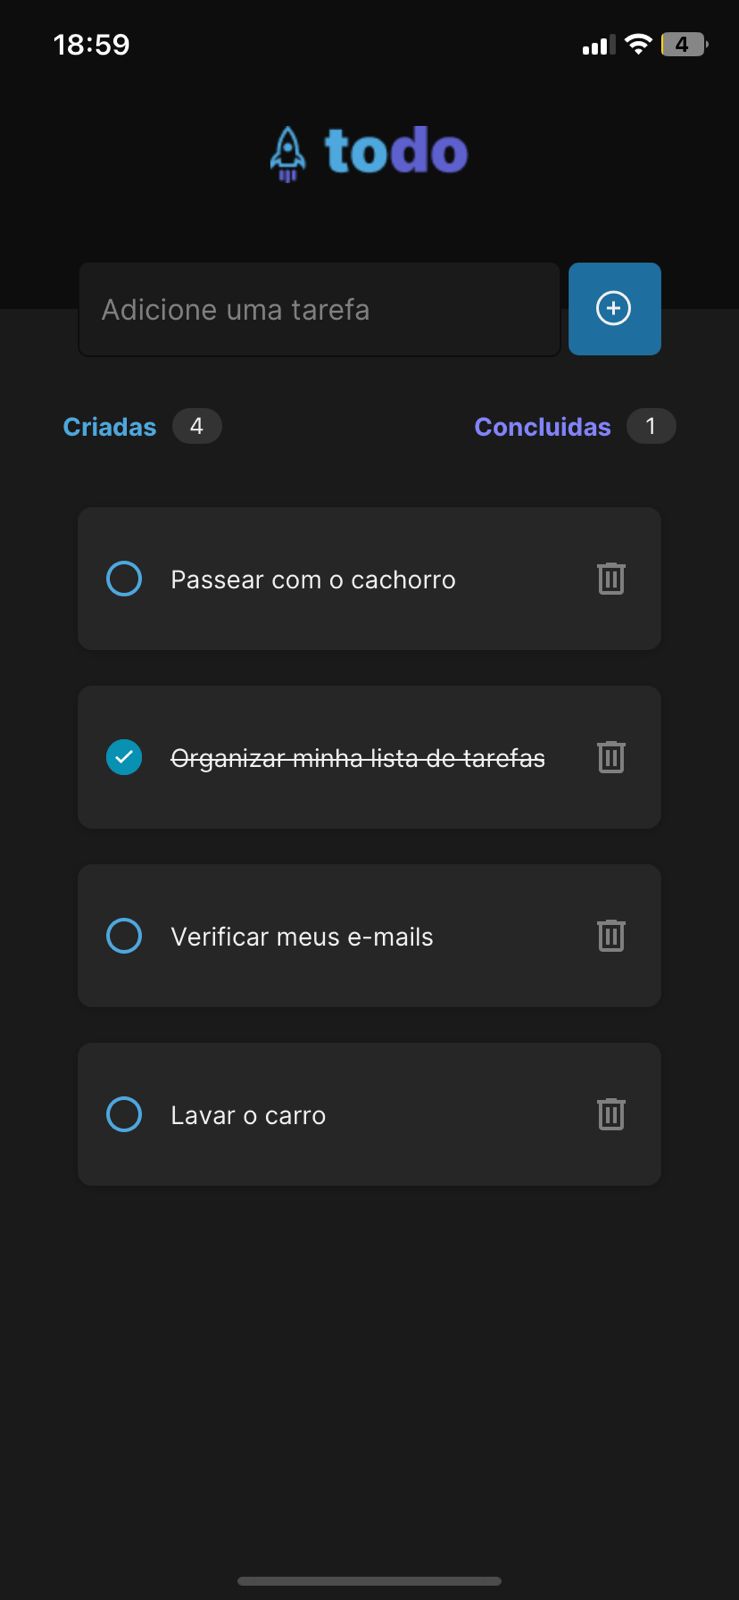 18:59 4
todo
Adicione uma tarefa
Criadas 4 Concluidas 1
Passear com o cachorro
Organizar minha lista de tarefas
Verificar meus e-mails
Lavar o carro